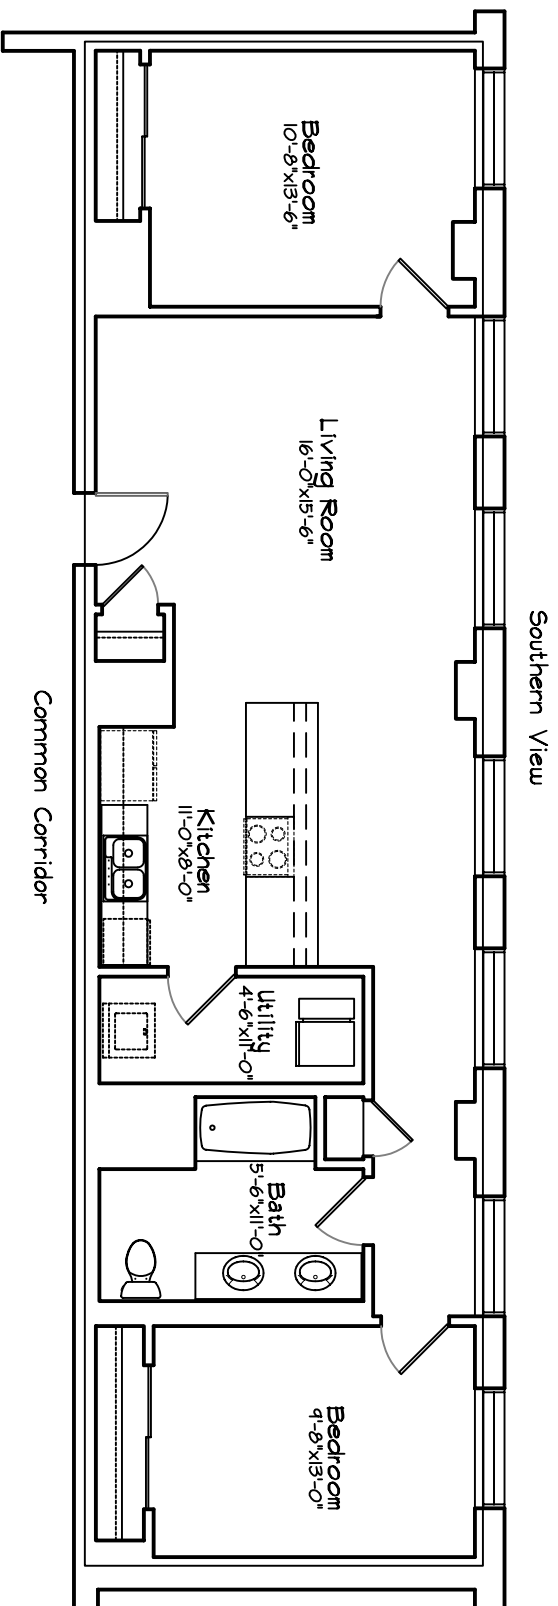 Southern View
Bedroom
10'-8"x13'-6"
Living Room
16'-0"x15'-6"
Kitchen
11'-0"x8'-0"
Utility
4'-6"x11'-0"
Bath
5'-6"x11'-0"
Bedroom
9'-8"x13'-0"
Common Corridor